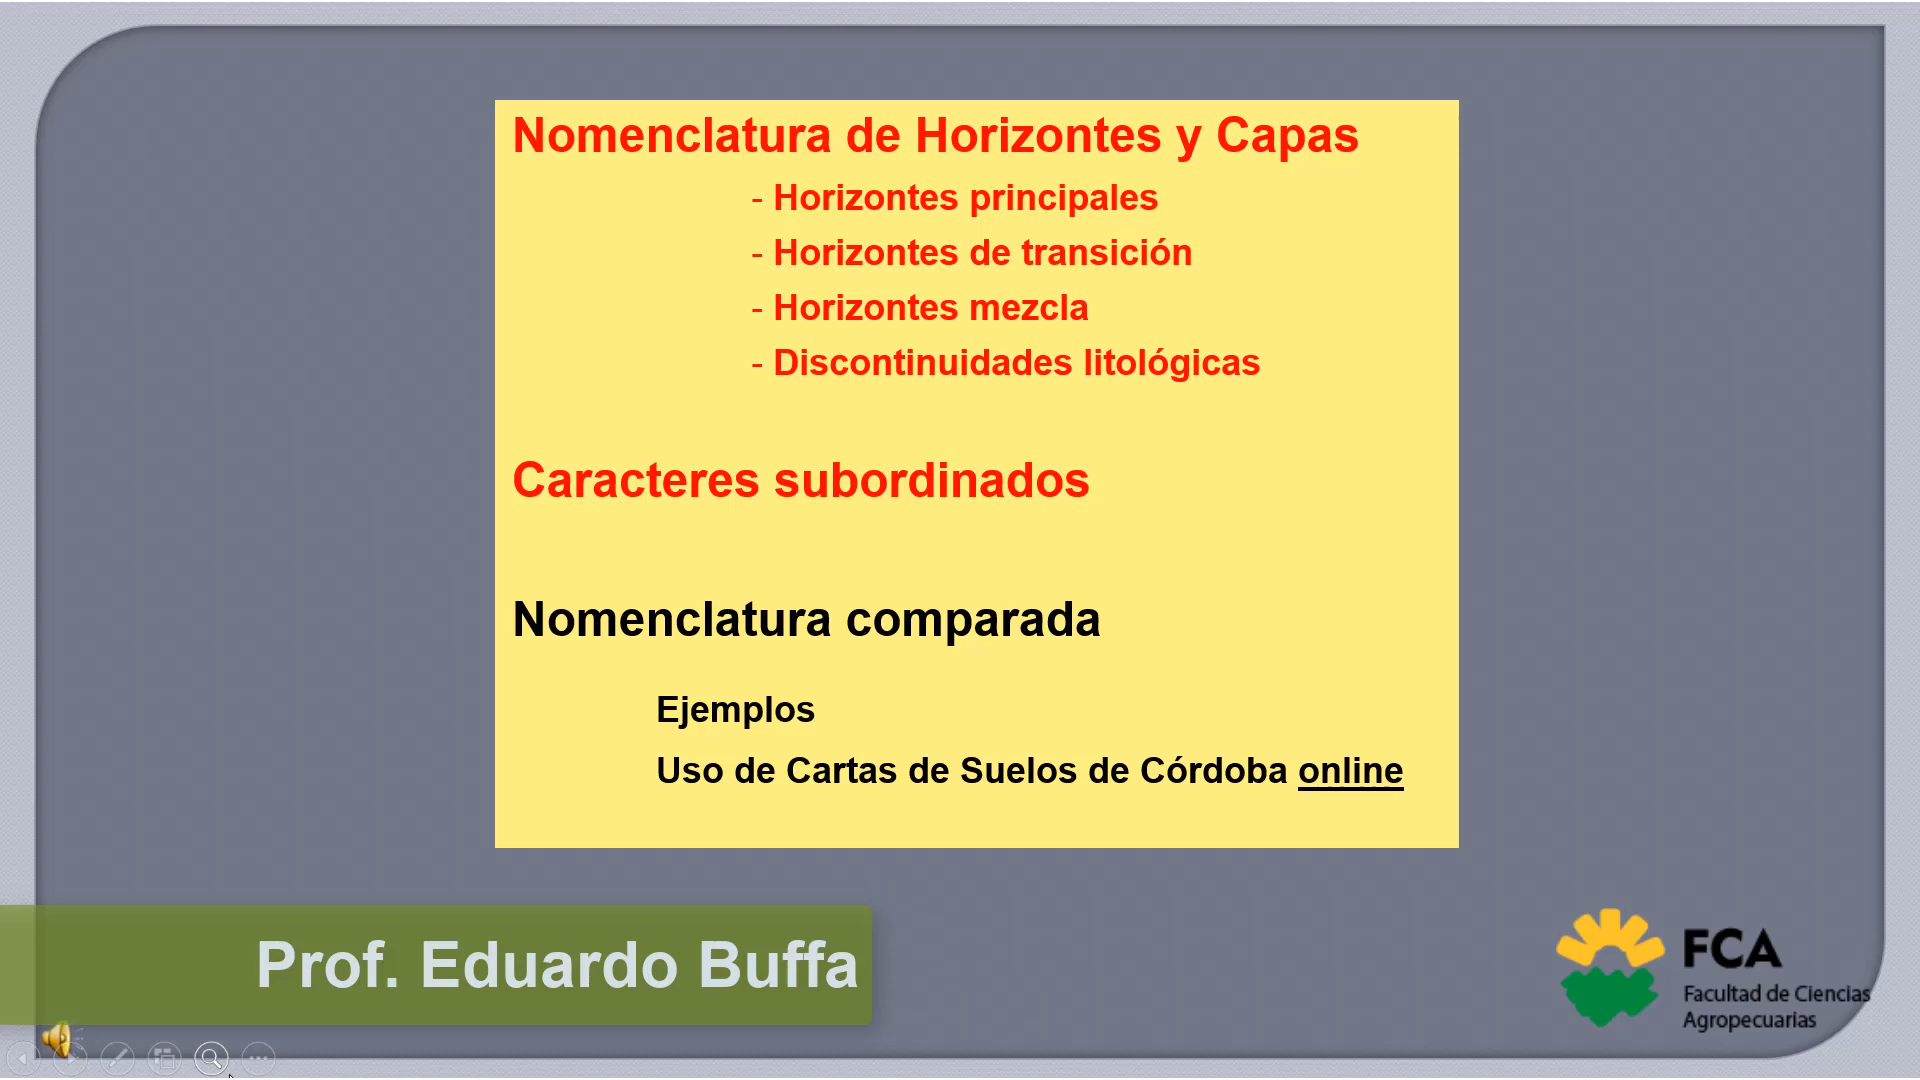 Nomenclatura de Horizontes y Capas
- Horizontes principales
- Horizontes de transición
- Horizontes mezcla
- Discontinuidades litológicas
Caracteres subordinados
Nomenclatura comparada
Ejemplos
Uso de Cartas de Suelos de Córdoba online
Prof. Eduardo Buffa
FCA
Facultad de Ciencias
Agropecuarias